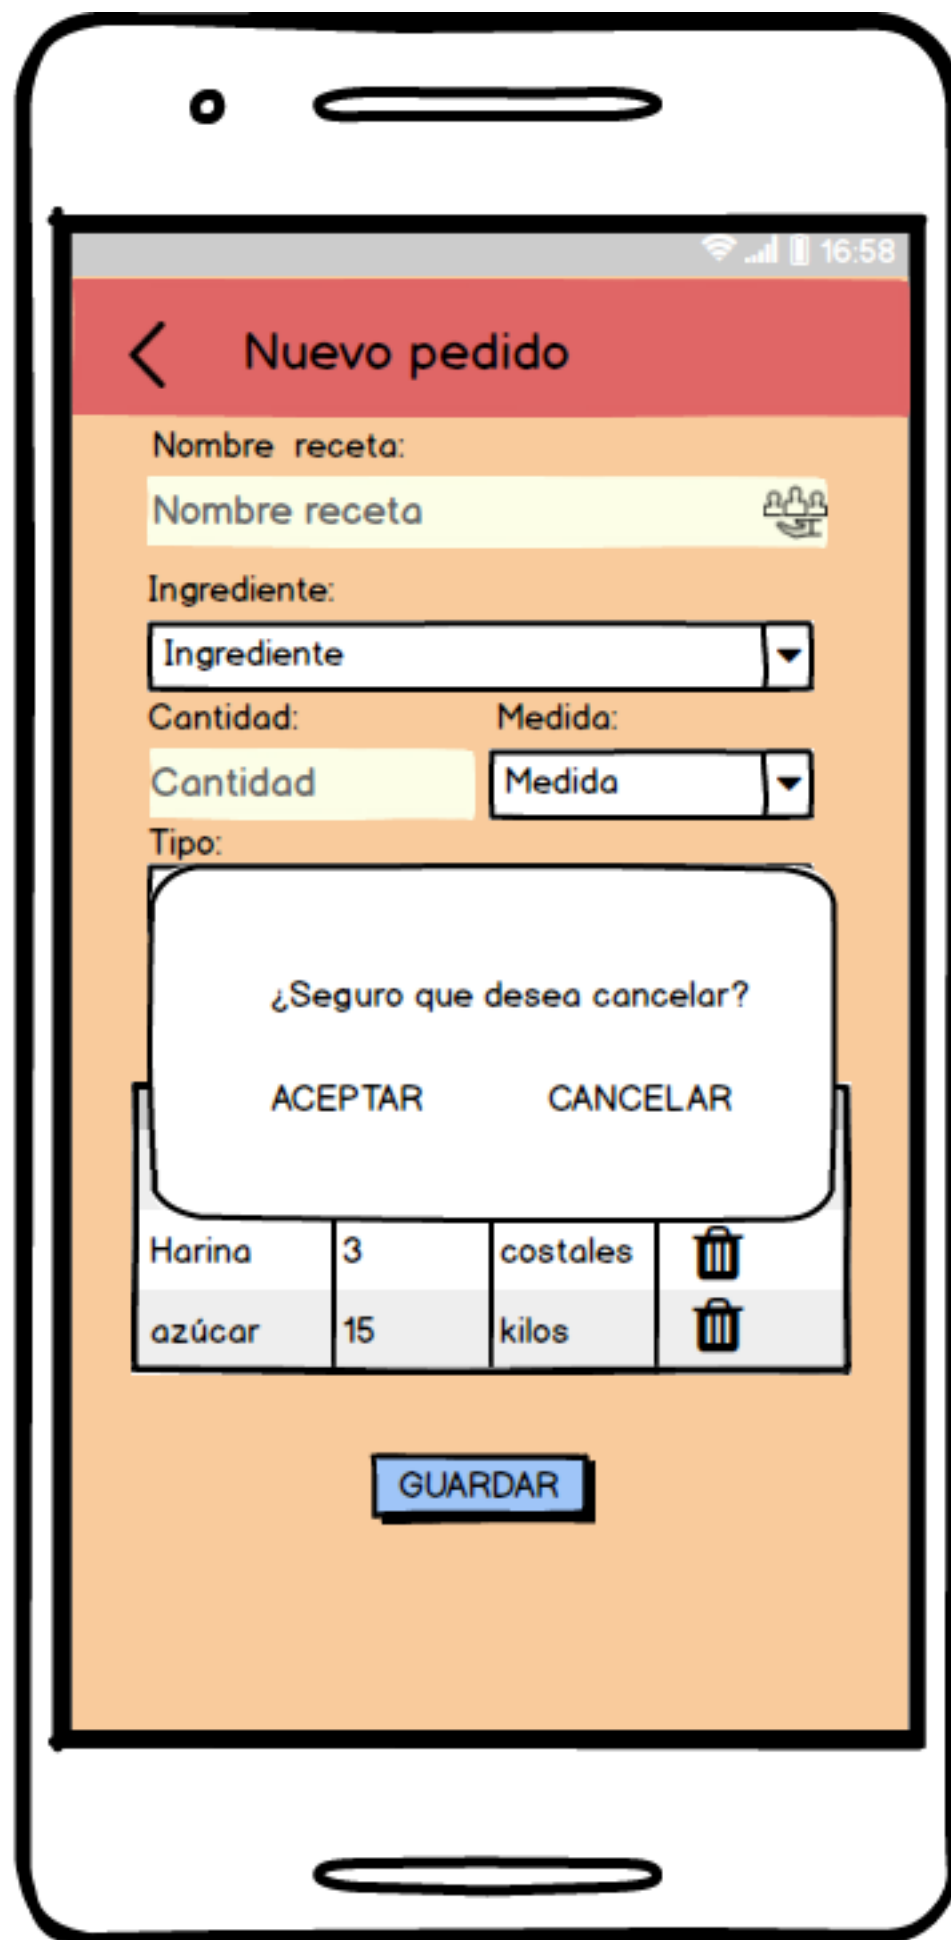 16:58
Nuevo pedido
Nombre receta:
Nombre receta
Ingrediente:
Ingrediente
Cantidad: Medida:
Cantidad Medida
Tipo:
¿Seguro que desea cancelar?
ACEPTAR CANCELAR
Harina 3 costales
azúcar 15 kilos
GUARDAR